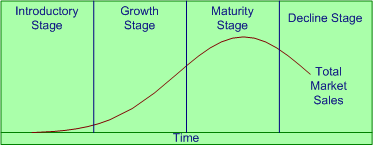 Introductory
Stage
Growth
Stage
Maturity
Stage
Decline Stage
Total
Market
Sales
Time